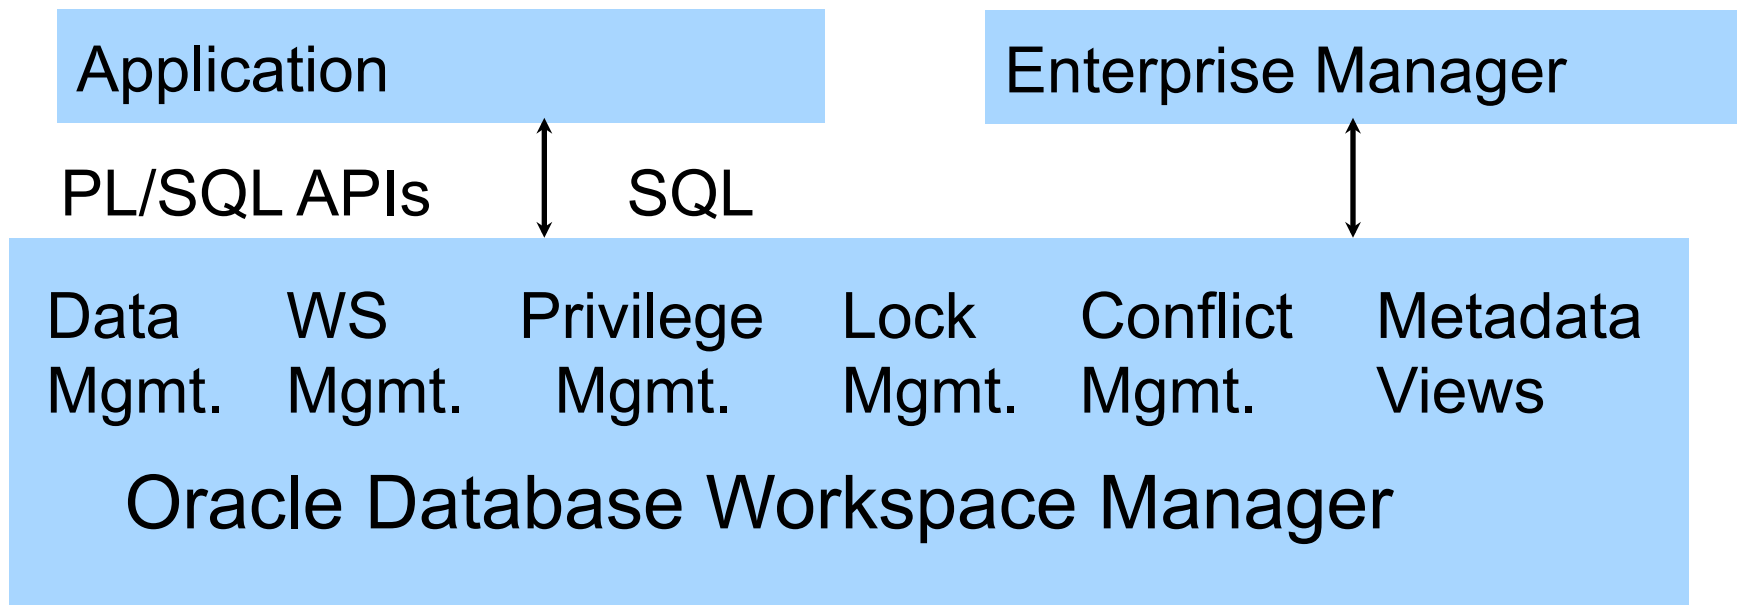 Application
Enterprise Manager
PL/SQL APIs
SQL
Data
Mgmt.
WS
Mgmt.
Privilege
Mgmt.
Lock
Mgmt.
Conflict
Mgmt.
Metadata
Views
Oracle Database Workspace Manager